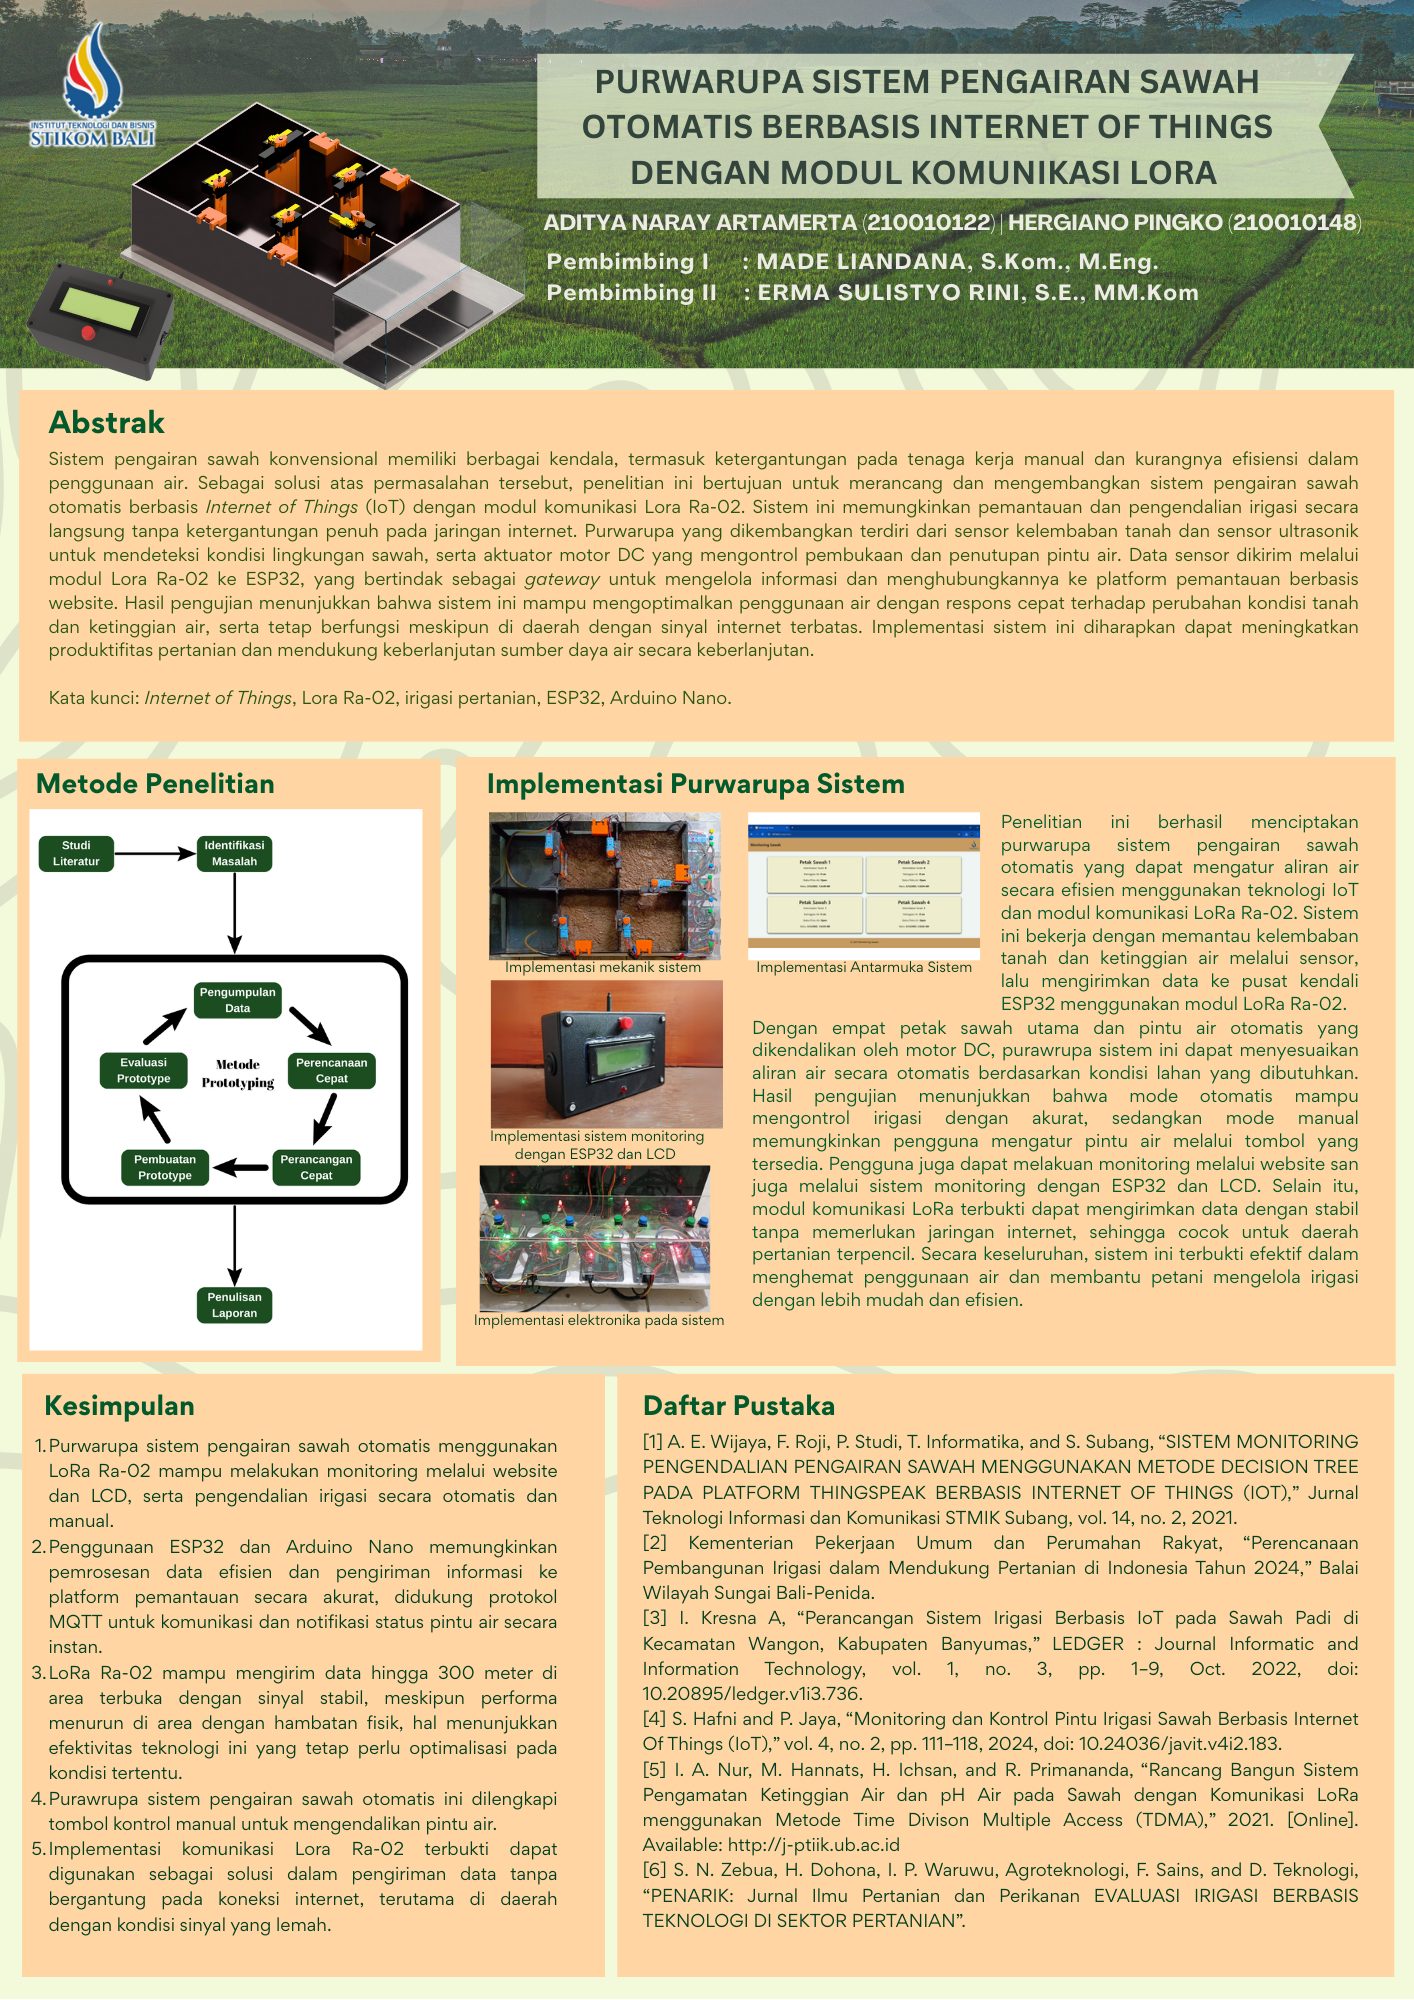 INSTITUT TEKNOLOGI DAN BISNIS
STIKOM BALI
PURWARUPA SISTEM PENGAIRAN SAWAH
OTOMATIS BERBASIS INTERNET OF THINGS
DENGAN MODUL KOMUNIKASI LORA
ADITYA NARAY ARTAMERTA (210010122) | HERGIANO PINGKO (210010148)
Pembimbing I : MADE LIANDANA, S.Kom., M.Eng.
Pembimbing II : ERMA SULISTYO RINI, S.E., MM.Kom
Abstrak
Sistem pengairan sawah konvensional memiliki berbagai kendala, termasuk ketergantungan pada tenaga kerja manual dan kurangnya efisiensi dalam
penggunaan air. Sebagai solusi atas permasalahan tersebut, penelitian ini bertujuan untuk merancang dan mengembangkan sistem pengairan sawah
otomatis berbasis Internet of Things (IoT) dengan modul komunikasi Lora Ra-02. Sistem ini memungkinkan pemantauan dan pengendalian irigasi secara
langsung tanpa ketergantungan penuh pada jaringan internet. Purwarupa yang dikembangkan terdiri dari sensor kelembaban tanah dan sensor ultrasonik
untuk mendeteksi kondisi lingkungan sawah, serta aktuator motor DC yang mengontrol pembukaan dan penutupan pintu air. Data sensor dikirim melalui
modul Lora Ra-02 ke ESP32, yang bertindak sebagai gateway untuk mengelola informasi dan menghubungkannya ke platform pemantauan berbasis
website. Hasil pengujian menunjukkan bahwa sistem ini mampu mengoptimalkan penggunaan air dengan respons cepat terhadap perubahan kondisi tanah
dan ketinggian air, serta tetap berfungsi meskipun di daerah dengan sinyal internet terbatas. Implementasi sistem ini diharapkan dapat meningkatkan
produktifitas pertanian dan mendukung keberlanjutan sumber daya air secara keberlanjutan.
Kata kunci: Internet of Things, Lora Ra-02, irigasi pertanian, ESP32, Arduino Nano.
Metode Penelitian
Studi
Literatur
Identifikasi
Masalah
Pengumpulan
Data
Evaluasi
Prototype
Metode
Prototyping
Perencanaan
Cepat
Pembuatan
Prototype
Perancangan
Cepat
Penulisan
Laporan
Implementasi Purwarupa Sistem
Implementasi mekanik sistem
Implementasi sistem monitoring
dengan ESP32 dan LCD
Implementasi elektronika pada sistem
Monitoring Sawah
Petak Sawah 1
Petak Sawah 2
Petak Sawah 3
Petak Sawah 4
Implementasi Antarmuka Sistem
Penelitian ini berhasil menciptakan
purwarupa sistem pengairan sawah
otomatis yang dapat mengatur aliran air
secara efisien menggunakan teknologi IoT
dan modul komunikasi LoRa Ra-02. Sistem
ini bekerja dengan memantau kelembaban
tanah dan ketinggian air melalui sensor,
lalu mengirimkan data ke pusat kendali
ESP32 menggunakan modul LoRa Ra-02.
Dengan empat petak sawah utama dan pintu air otomatis yang
dikendalikan oleh motor DC, purawrupa sistem ini dapat menyesuaikan
aliran air secara otomatis berdasarkan kondisi lahan yang dibutuhkan.
Hasil pengujian menunjukkan bahwa mode otomatis mampu
mengontrol irigasi dengan akurat, sedangkan mode manual
memungkinkan pengguna mengatur pintu air melalui tombol yang
tersedia. Pengguna juga dapat melakuan monitoring melalui website san
juga melalui sistem monitoring dengan ESP32 dan LCD. Selain itu,
modul komunikasi LoRa terbukti dapat mengirimkan data dengan stabil
tanpa memerlukan jaringan internet, sehingga cocok untuk daerah
pertanian terpencil. Secara keseluruhan, sistem ini terbukti efektif dalam
menghemat penggunaan air dan membantu petani mengelola irigasi
dengan lebih mudah dan efisien.
Kesimpulan
1. Purwarupa sistem pengairan sawah otomatis menggunakan
LoRa Ra-02 mampu melakukan monitoring melalui website
dan LCD, serta pengendalian irigasi secara otomatis dan
manual.
2. Penggunaan ESP32 dan Arduino Nano memungkinkan
pemrosesan data efisien dan pengiriman informasi ke
platform pemantauan secara akurat, didukung protokol
MQTT untuk komunikasi dan notifikasi status pintu air secara
instan.
3. LoRa Ra-02 mampu mengirim data hingga 300 meter di
area terbuka dengan sinyal stabil, meskipun performa
menurun di area dengan hambatan fisik, hal menunjukkan
efektivitas teknologi ini yang tetap perlu optimalisasi pada
kondisi tertentu.
4. Purawrupa sistem pengairan sawah otomatis ini dilengkapi
tombol kontrol manual untuk mengendalikan pintu air.
5. Implementasi komunikasi Lora Ra-02 terbukti dapat
digunakan sebagai solusi dalam pengiriman data tanpa
bergantung pada koneksi internet, terutama di daerah
dengan kondisi sinyal yang lemah.
Daftar Pustaka
[1] A. E. Wijaya, F. Roji, P. Studi, T. Informatika, and S. Subang, “SISTEM MONITORING
PENGENDALIAN PENGAIRAN SAWAH MENGGUNAKAN METODE DECISION TREE
PADA PLATFORM THINGSPEAK BERBASIS INTERNET OF THINGS (IOT),” Jurnal
Teknologi Informasi dan Komunikasi STMIK Subang, vol. 14, no. 2, 2021.
[2] Kementerian Pekerjaan Umum dan Perumahan Rakyat, “Perencanaan
Pembangunan Irigasi dalam Mendukung Pertanian di Indonesia Tahun 2024,” Balai
Wilayah Sungai Bali-Penida.
[3] I. Kresna A, “Perancangan Sistem Irigasi Berbasis IoT pada Sawah Padi di
Kecamatan Wangon, Kabupaten Banyumas,” LEDGER : Journal Informatic and
Information Technology, vol. 1, no. 3, pp. 1–9, Oct. 2022, doi:
10.20895/ledger.v1i3.736.
[4] S. Hafni and P. Jaya, “Monitoring dan Kontrol Pintu Irigasi Sawah Berbasis Internet
Of Things (IoT),” vol. 4, no. 2, pp. 111–118, 2024, doi: 10.24036/javit.v4i2.183.
[5] I. A. Nur, M. Hannats, H. Ichsan, and R. Primananda, “Rancang Bangun Sistem
Pengamatan Ketinggian Air dan pH Air pada Sawah dengan Komunikasi LoRa
menggunakan Metode Time Divison Multiple Access (TDMA),” 2021. [Online].
Available: http://j-ptiik.ub.ac.id
[6] S. N. Zebua, H. Dohona, I. P. Waruwu, Agroteknologi, F. Sains, and D. Teknologi,
“PENARIK: Jurnal Ilmu Pertanian dan Perikanan EVALUASI IRIGASI BERBASIS
TEKNOLOGI DI SEKTOR PERTANIAN”.